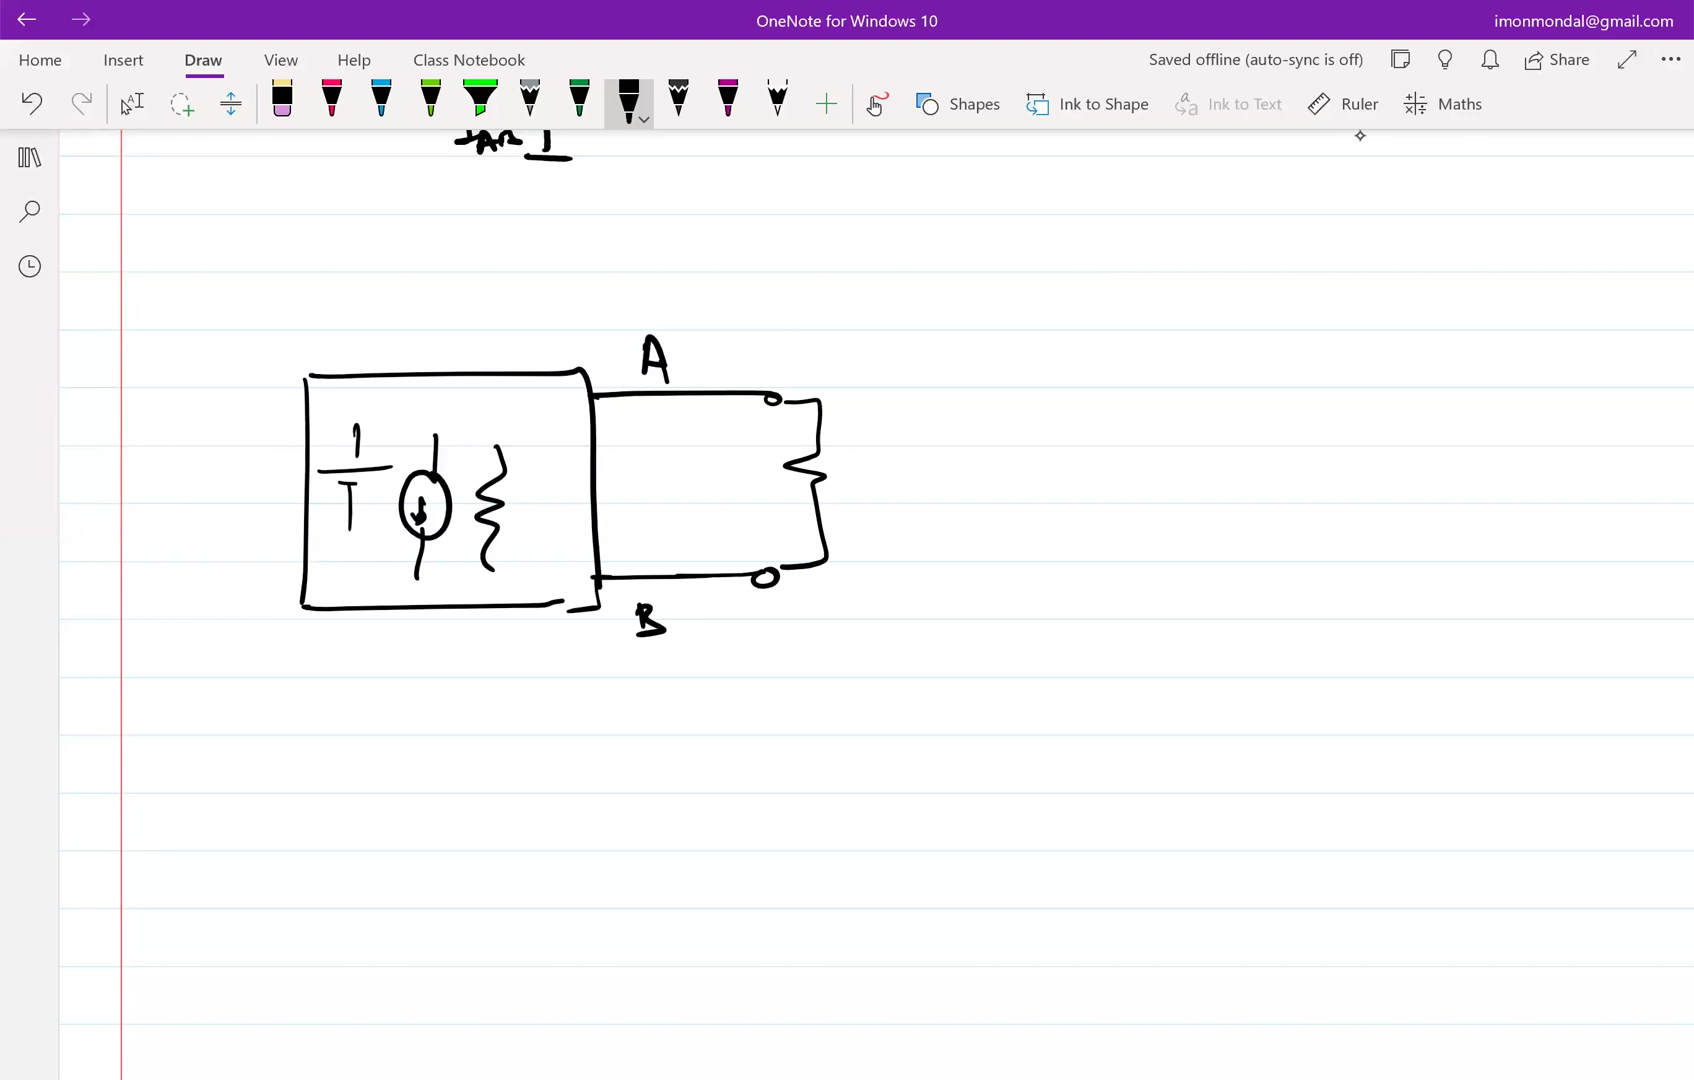 OneNote for Windows 10
imonmondal@gmail.com
Home Insert Draw View Help Class Notebook
Saved offline (auto-sync is off) Share
Shapes Ink to Shape Ink to Text Ruler Maths
A
B